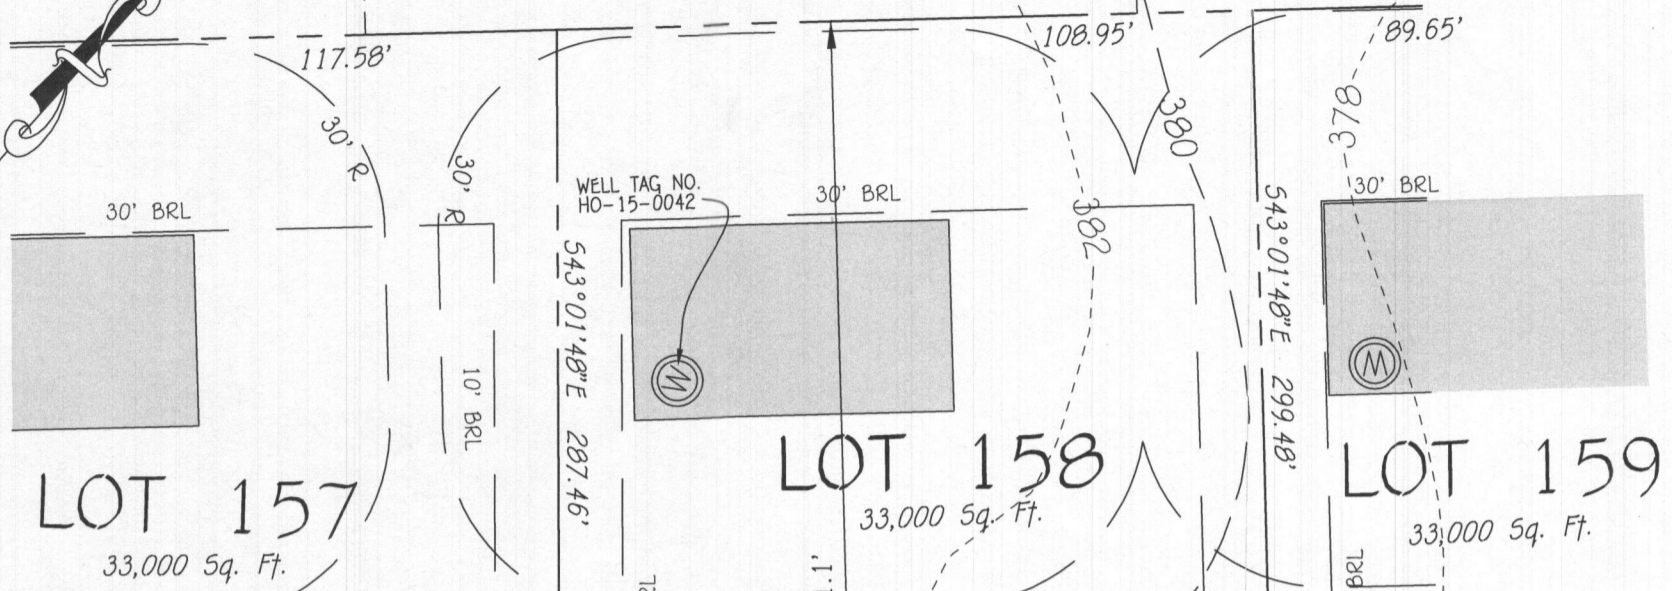 117.58'
108.95'
89.65'
30' R
30' R
380
378
WELL TAG NO.
HO-15-0042
30' BRL
30' BRL
30' BRL
382
S43°01'48"E 287.46'
S43°01'48"E 299.48'
10' BRL
W
W
LOT 157
33,000 Sq. Ft.
LOT 158
33,000 Sq. Ft.
LOT 159
33,000 Sq. Ft.
BRL